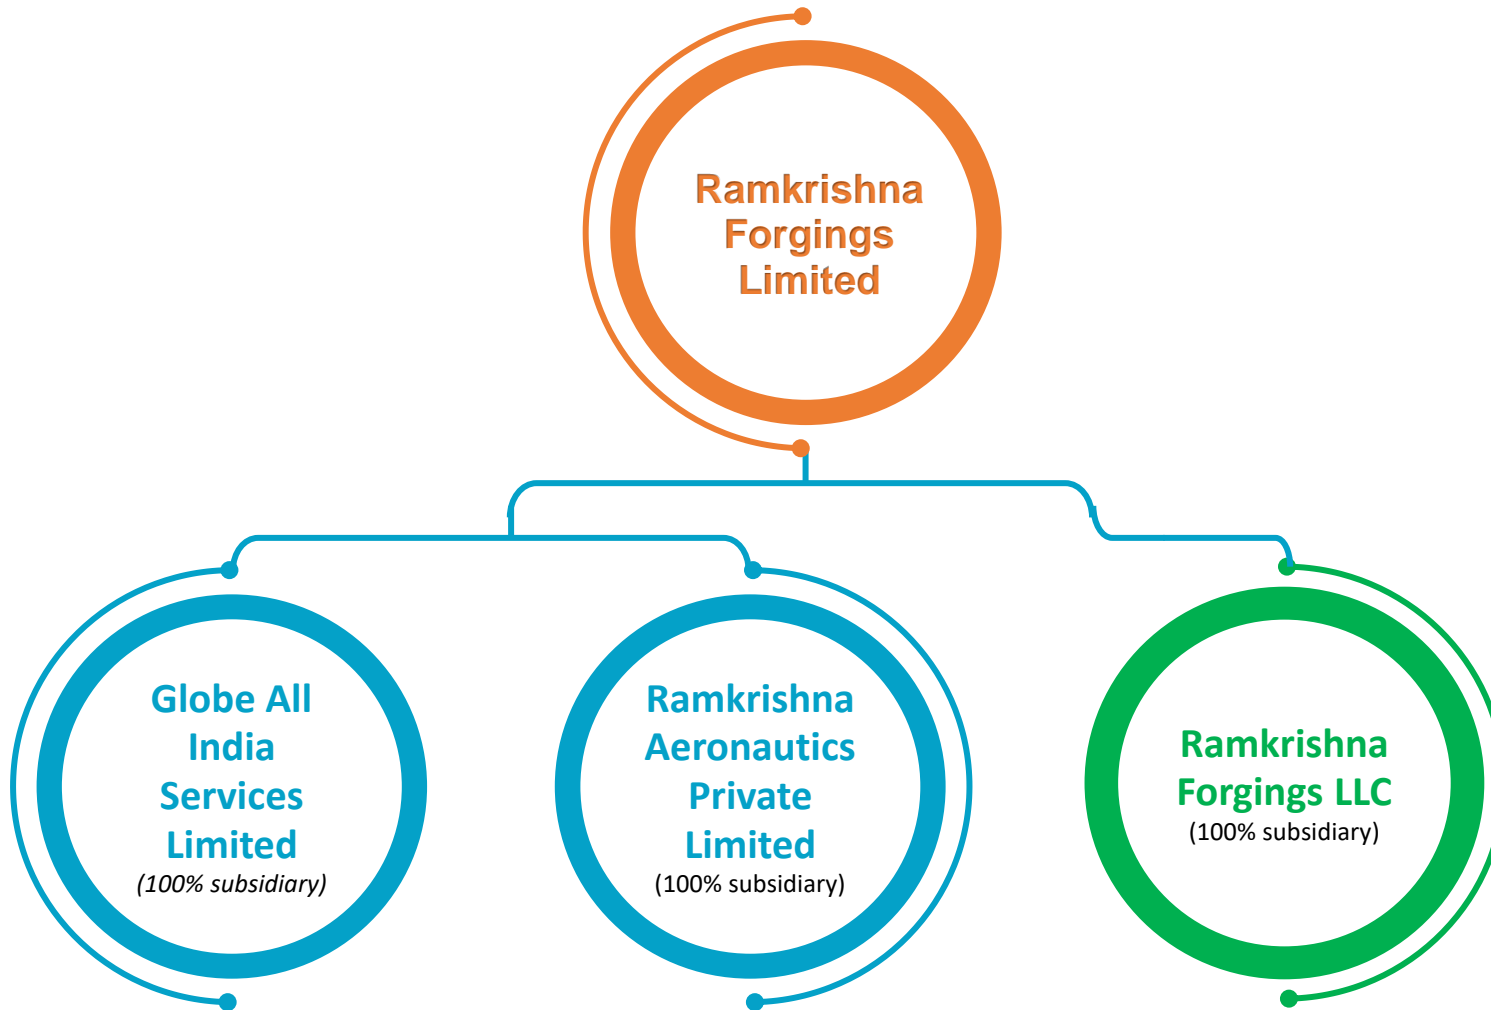 Ramkrishna
Forgings
Limited
Globe All
India
Services
Limited
(100% subsidiary)
Ramkrishna
Aeronautics
Private
Limited
(100% subsidiary)
Ramkrishna
Forgings LLC
(100% subsidiary)